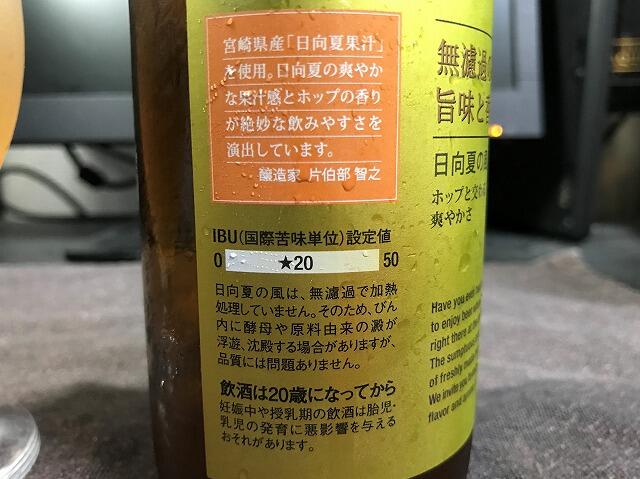 宮崎県産「日向夏果汁」
を使用。日向夏の爽やか
な果汁感とホップの香り
が絶妙な飲みやすさを
演出しています。
醸造家 片伯部 智之
IBU(国際苦味単位)設定値
0 ★20 50
日向夏の風は、無濾過で加熱
処理していません。そのため、びん
内に酵母や原料由来の澱が
浮遊、沈殿する場合がありますが、
品質には問題ありません。
飲酒は20歳になってから
妊娠中や授乳期の飲酒は胎児・
乳児の発育に悪影響を与える
おそれがあります。
無濾過の
旨味と香
日向夏の風
ホップと交わ
爽やかさ
Have you ever
to enjoy beer
right there at
The sumptuous
of freshly
We invite you
flavor and